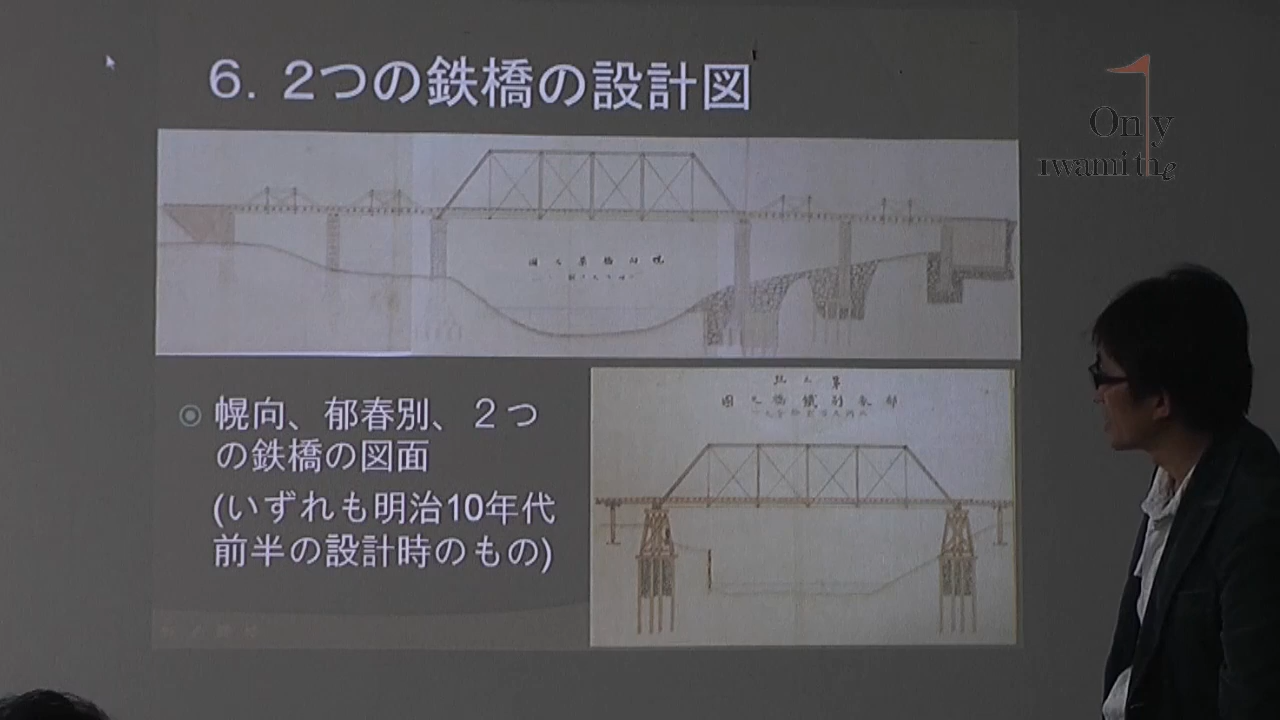 6. 2つの鉄橋の設計図
Only
iwami the
幌向、郁春別、２つ
の鉄橋の図面
(いずれも明治10年代
前半の設計時のもの)